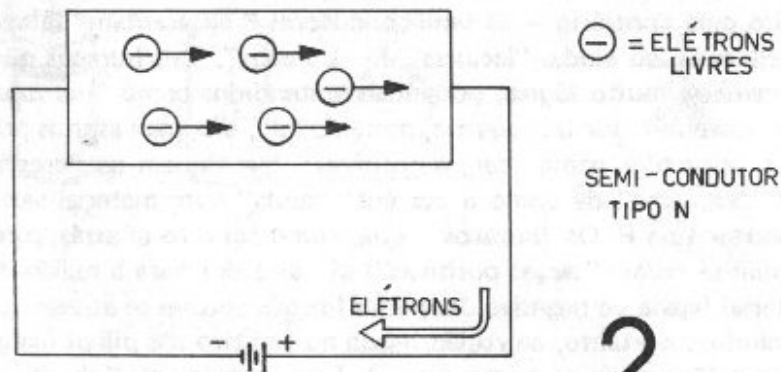 = ELÉTRONS
LIVRES
SEMI-CONDUTOR
TIPO N
ELÉTRONS
- +
2